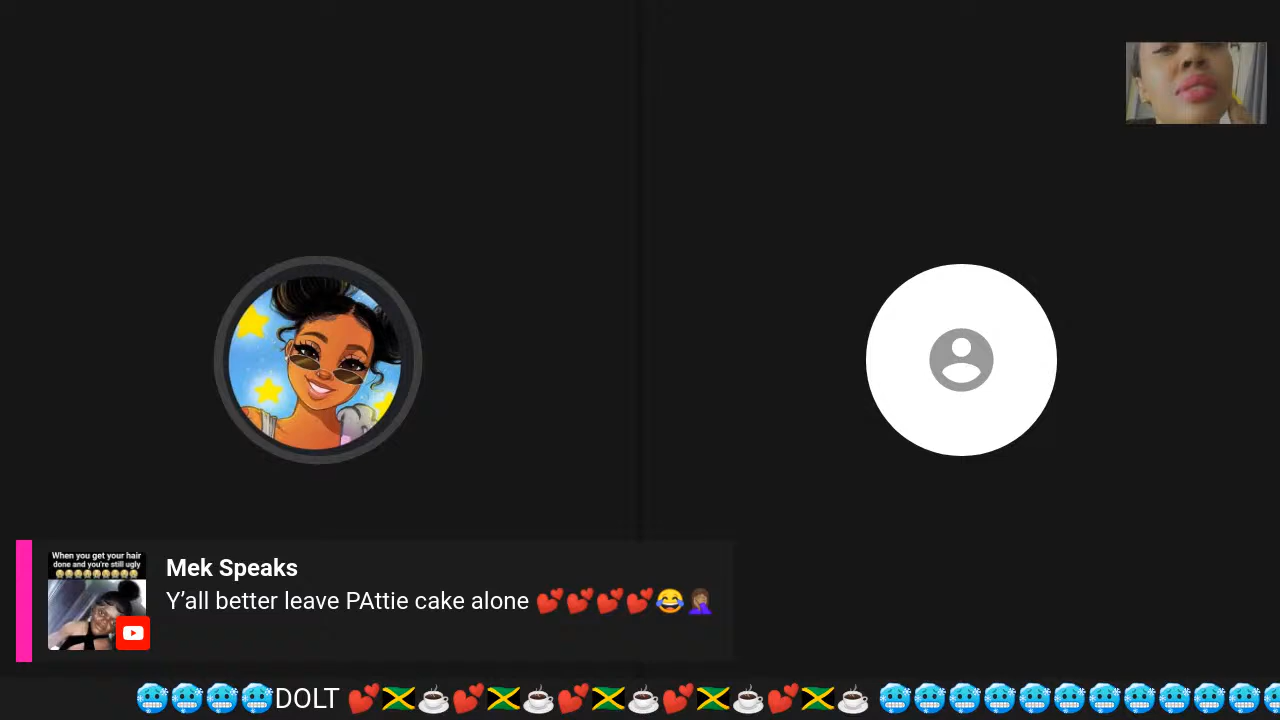 When you get your hair
done and you're still ugly
😭😭😭😭😭😭😭😭😭
Mek Speaks
Y’all better leave PAttie cake alone 💕💕💕💕😂🤦🏽‍♀️
🥶🥶🥶🥶DOLT 💕🇯🇲☕💕🇯🇲☕💕🇯🇲☕💕🇯🇲☕💕🇯🇲☕ 🥶🥶🥶🥶🥶🥶🥶🥶🥶🥶🥶🥶